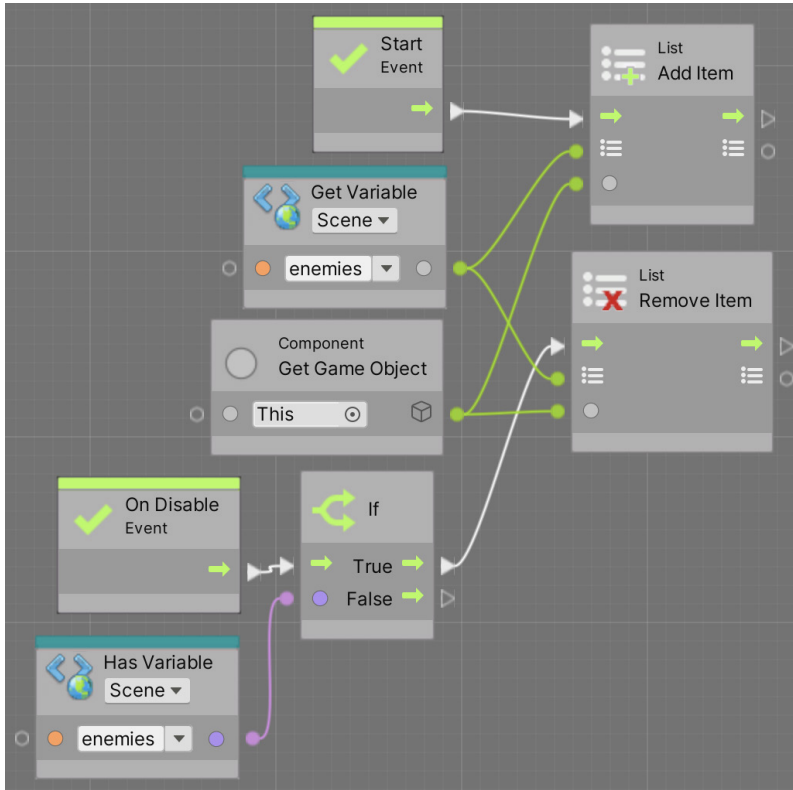 Start
Event
List
Add Item
Get Variable
Scene
enemies
List
Remove Item
Component
Get Game Object
This
On Disable
Event
If
True
False
Has Variable
Scene
enemies